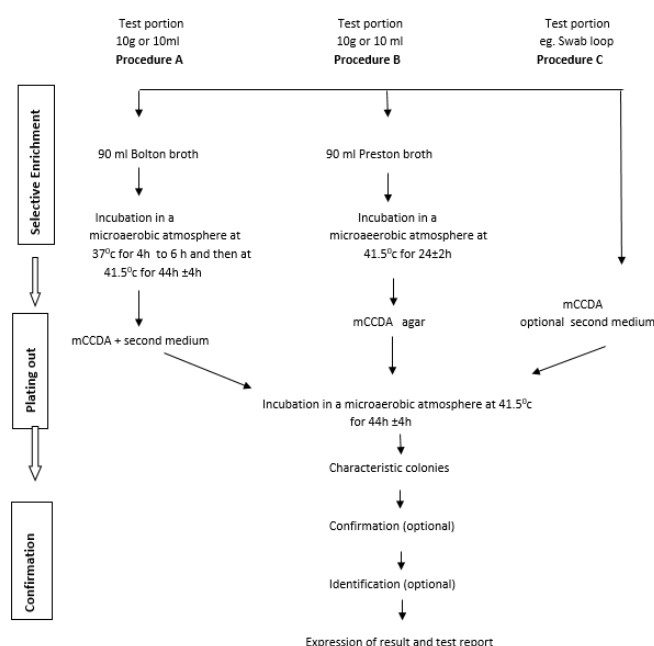 Test portion
10g or 10ml
Procedure A
Test portion
10g or 10 ml
Procedure B
Test portion
eg. Swab loop
Procedure C
Selective Enrichment
90 ml Bolton broth
90 ml Preston broth
Incubation in a
microaerobic atmosphere at
37⁰c for 4h to 6 h and then at
41.5⁰c for 44h ±4h
Incubation in a
microaeerobic atmosphere at
41.5⁰c for 24±2h
Plating out
mCCDA + second medium
mCCDA agar
mCCDA
optional second medium
Incubation in a microaerobic atmosphere at 41.5⁰c
for 44h ±4h
Characteristic colonies
Confirmation
Confirmation (optional)
Identification (optional)
Expression of result and test report